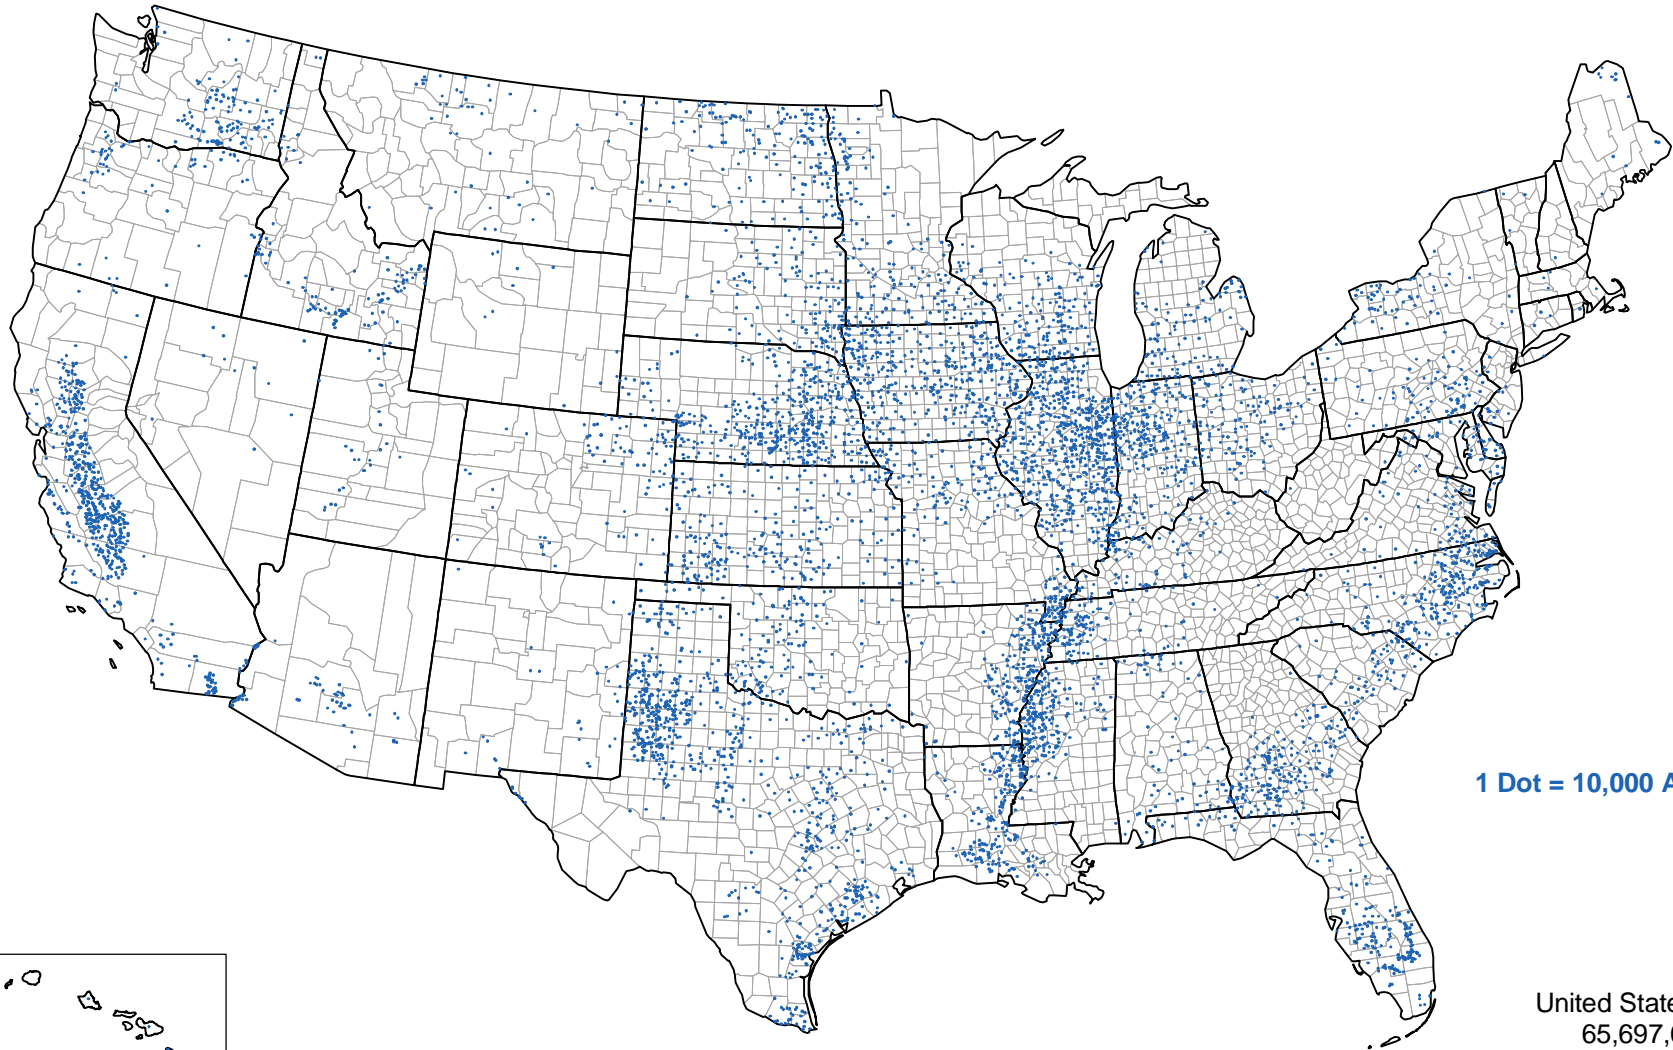 1 Dot = 10,000 A
United State
65,697,